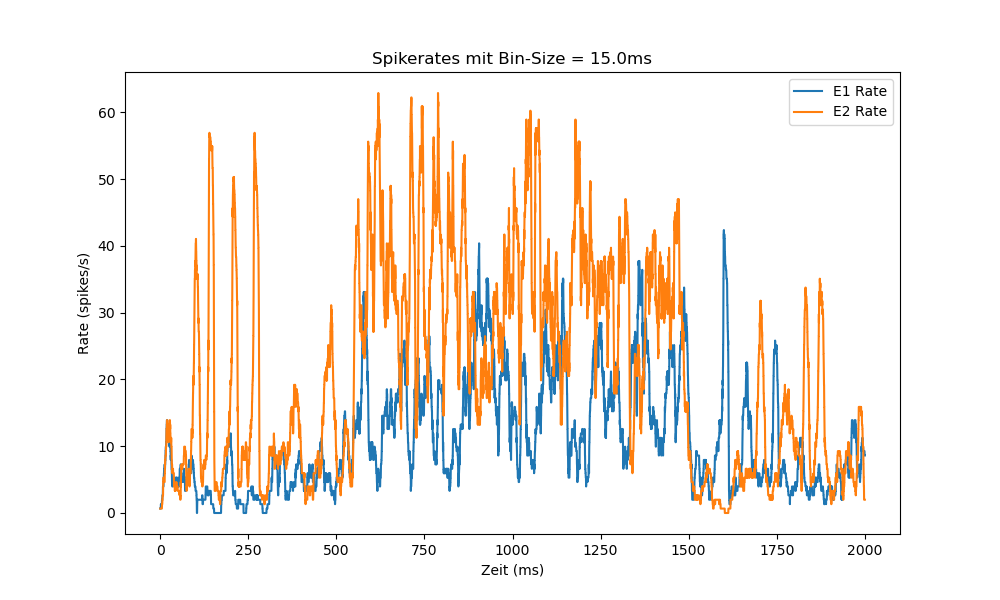 Spikerates mit Bin-Size = 15.0ms
E1 Rate
E2 Rate
60
50
40
30
20
10
0
Rate (spikes/s)
0 250 500 750 1000 1250 1500 1750 2000
Zeit (ms)